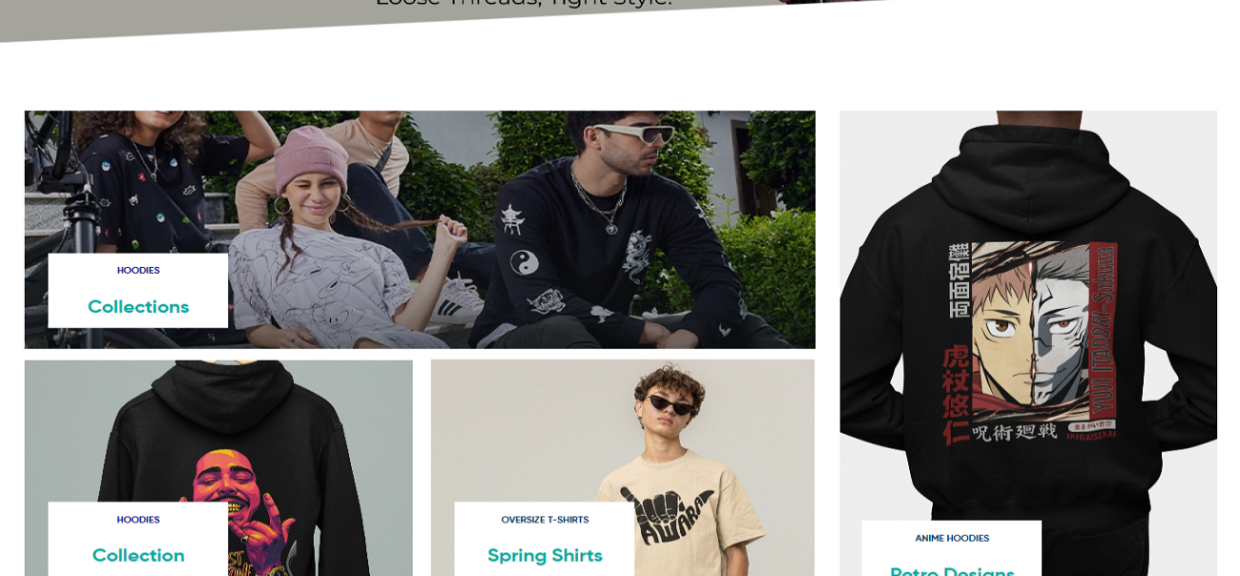 Loose Threads, Tight Style.
HOODIES
Collections
両面宿儺
虎杖悠仁
YUJI ITADORI-Sukuna
呪術廻戦
HOODIES
Collection
OVERSIZE T-SHIRTS
Spring Shirts
AWARA
ANIME HOODIES
Retro Designs